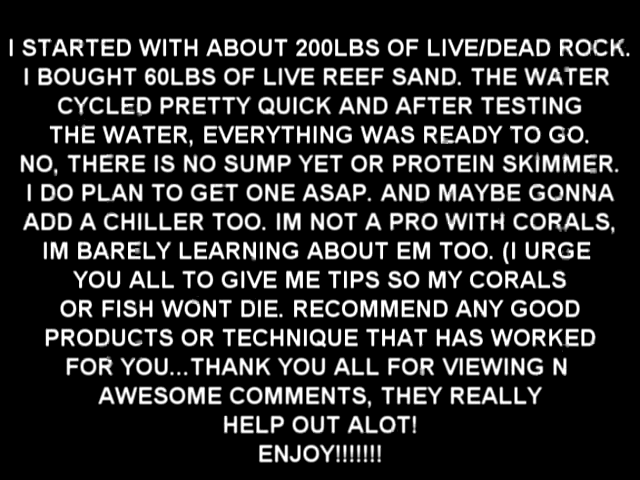 I STARTED WITH ABOUT 200LBS OF LIVE/DEAD ROCK.
I BOUGHT 60LBS OF LIVE REEF SAND. THE WATER
CYCLED PRETTY QUICK AND AFTER TESTING
THE WATER, EVERYTHING WAS READY TO GO.
NO, THERE IS NO SUMP YET OR PROTEIN SKIMMER.
I DO PLAN TO GET ONE ASAP. AND MAYBE GONNA
ADD A CHILLER TOO. IM NOT A PRO WITH CORALS,
IM BARELY LEARNING ABOUT EM TOO. (I URGE
YOU ALL TO GIVE ME TIPS SO MY CORALS
OR FISH WONT DIE. RECOMMEND ANY GOOD
PRODUCTS OR TECHNIQUE THAT HAS WORKED
FOR YOU...THANK YOU ALL FOR VIEWING N
AWESOME COMMENTS, THEY REALLY
HELP OUT ALOT!
ENJOY!!!!!!!